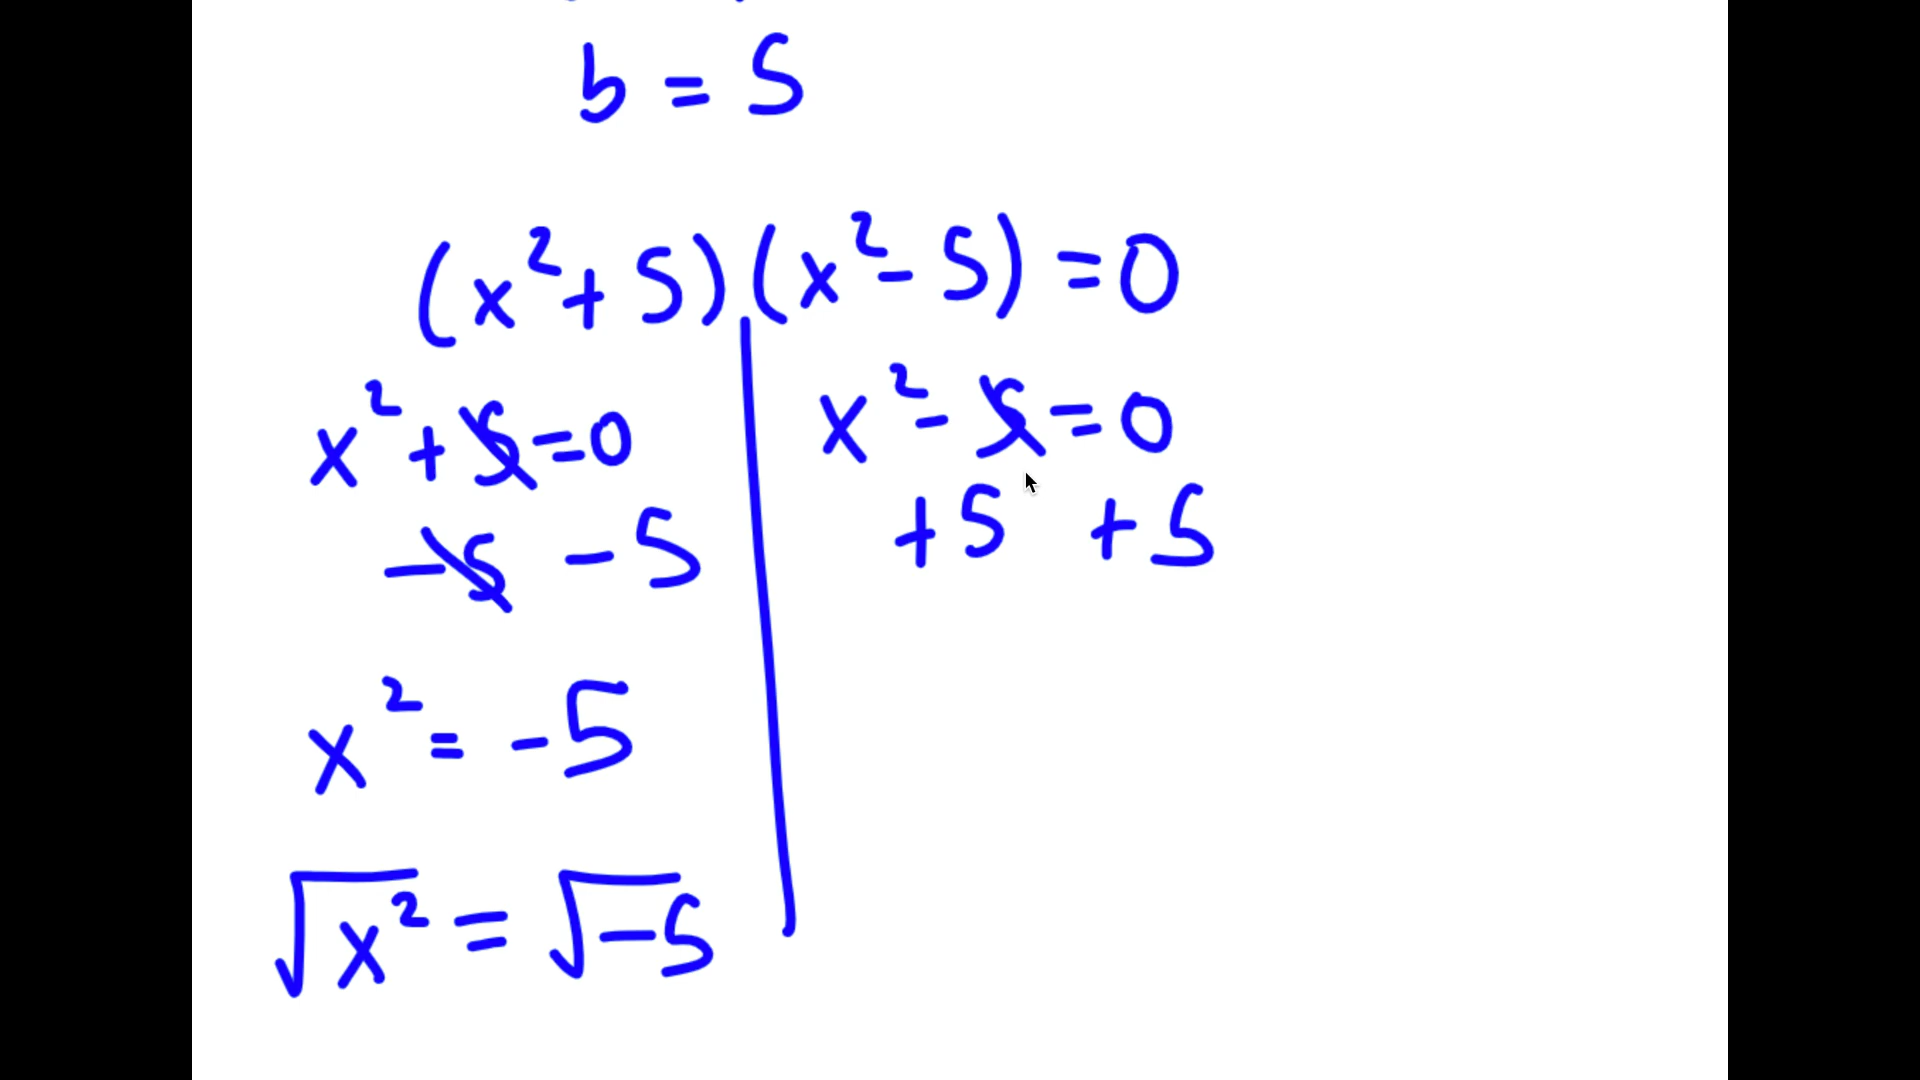 b = 5
(x²+5)(x²-5)=0
x²+5=0
-5 -5
x²= -5
√x² = √-5
x²-5=0
+5 +5